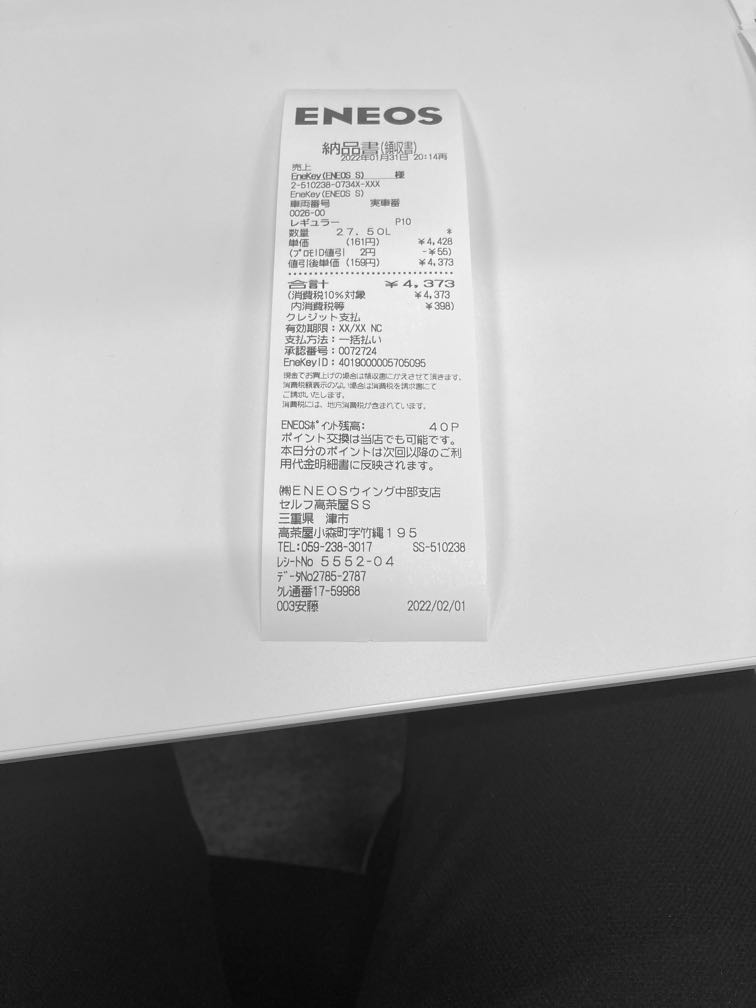 ENEOS
納品書(領収書)
2022年01月31日 20:14再
売上
EneKey(ENEOS S) 様
2-510238-0734X-XXX
EneKey(ENEOS S)
車両番号 実車番
0026-00
レギュラー P10
数量 27.50L *
単価 (161円) ¥4,428
(プロモID値引 2円 -¥55)
値引後単価 (159円) ¥4,373
合計 ¥4,373
(消費税10%対象 ¥4,373
内消費税等 ¥398)
クレジット支払
有効期限:XX/XX NC
支払方法:一括払い
承認番号:0072724
EneKeyID:4019000005705095
現金でお買上げの場合は領収書にかえさせて頂きます。
消費税額表示のない場合は消費税を請求書にて
ご請求いたします。
消費税には、地方消費税が含まれています。
ENEOSポイント残高: 40P
ポイント交換は当店でも可能です。
本日分のポイントは次回以降のご利
用代金明細書に反映されます。
㈱ENEOSウイング中部支店
セルフ高茶屋SS
三重県 津市
高茶屋小森町字竹縄195
TEL:059-238-3017 SS-510238
レシートNo 5552-04
データNo2785-2787
クレ通番17-59968
003安藤 2022/02/01